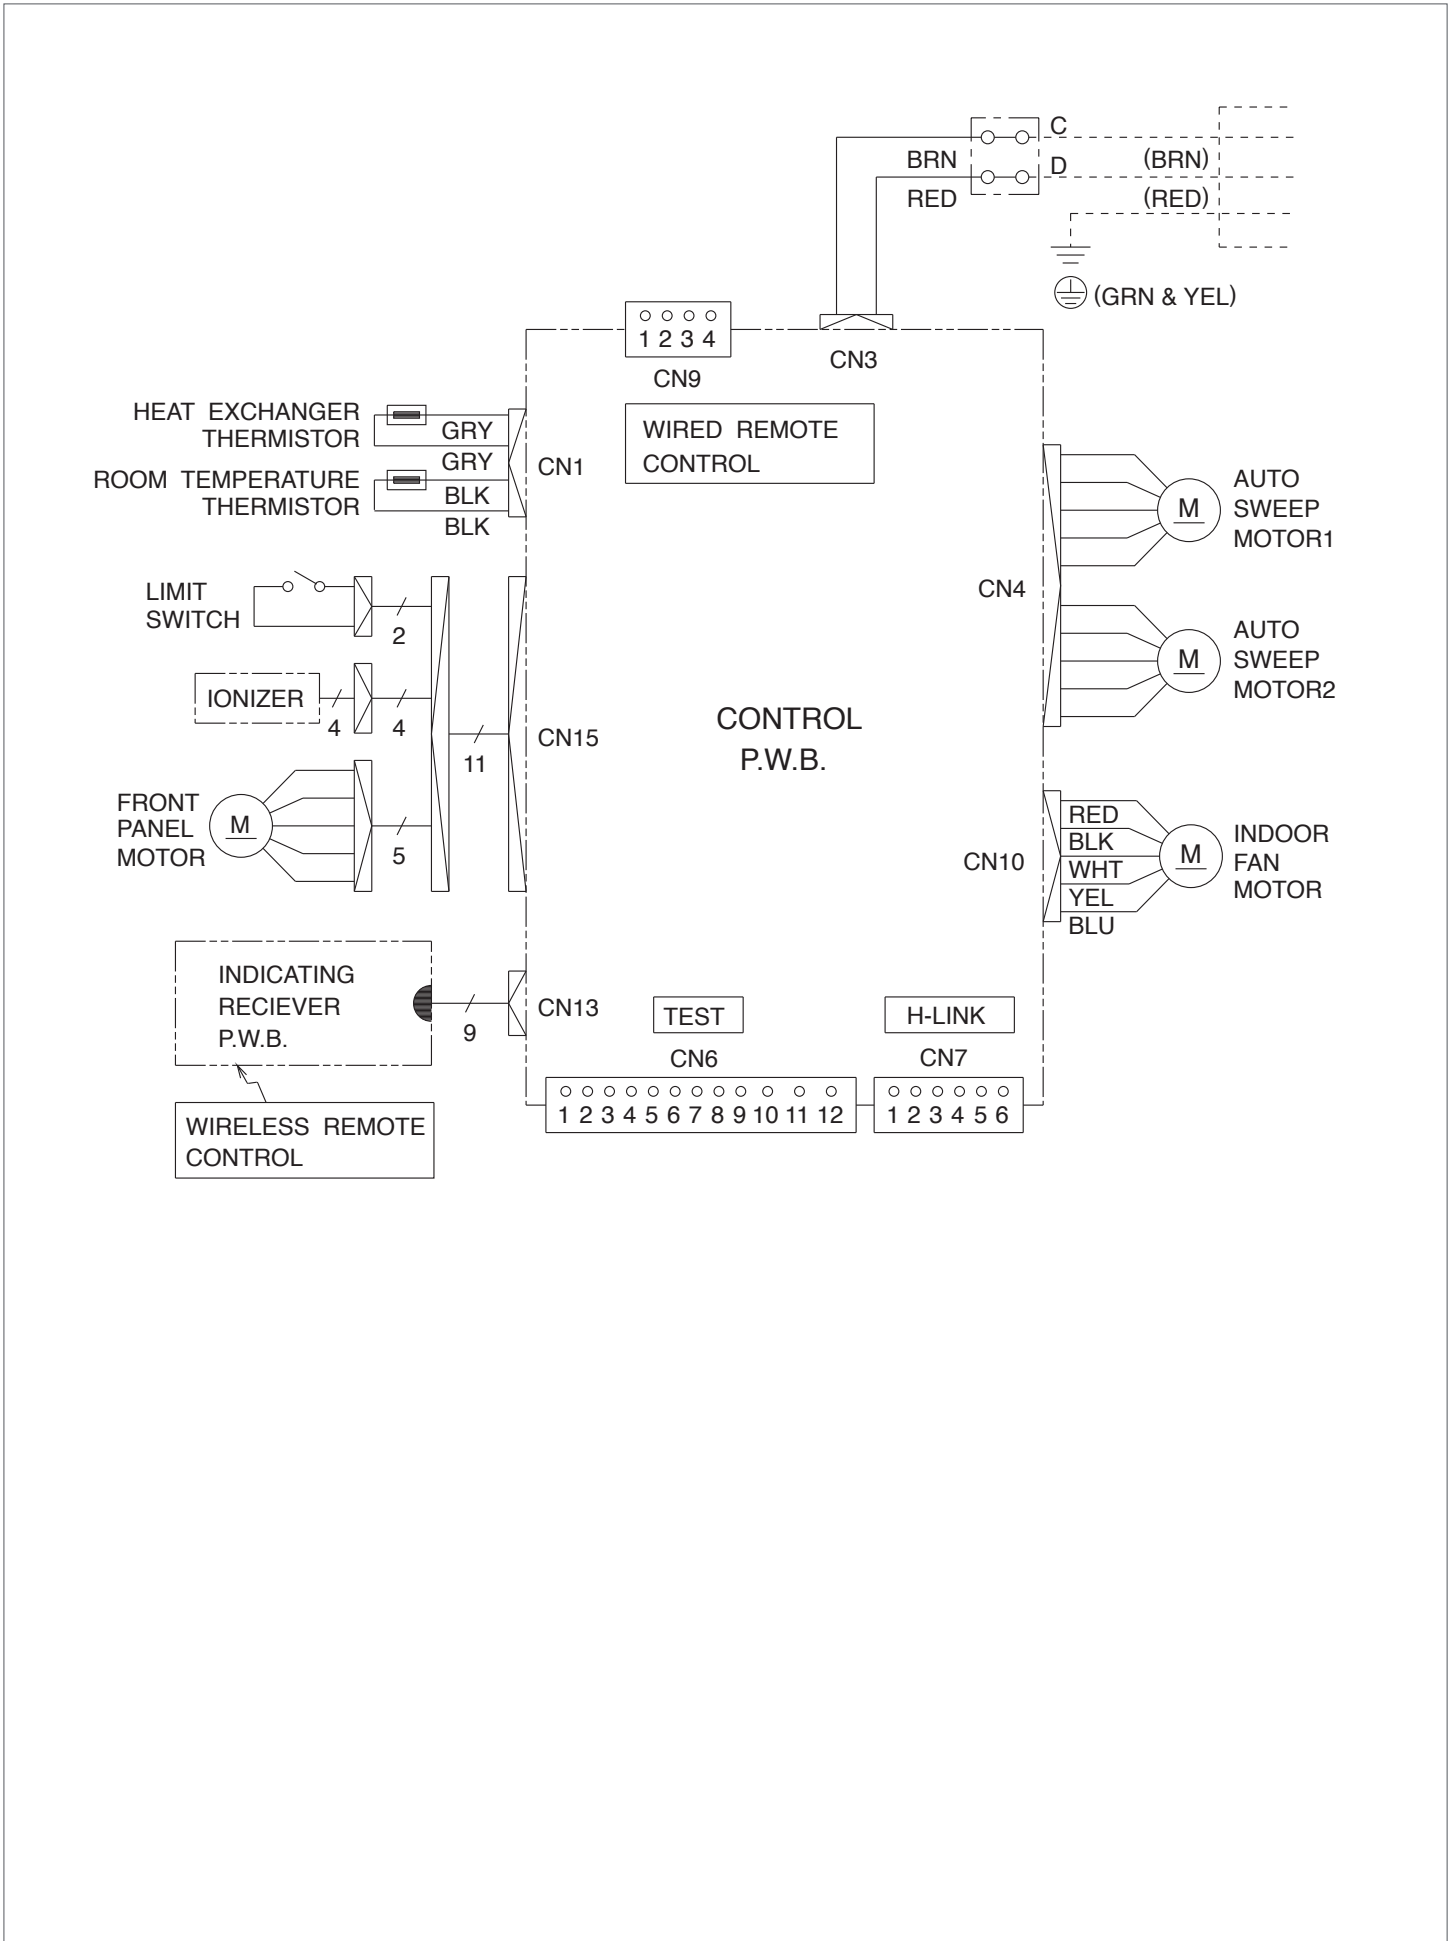 C
BRN
(BRN)
D
RED
(RED)
(GRN & YEL)
1 2 3 4
CN9
CN3
WIRED REMOTE
CONTROL
HEAT EXCHANGER
THERMISTOR
GRY
GRY
ROOM TEMPERATURE
THERMISTOR
BLK
BLK
CN1
LIMIT
SWITCH
2
IONIZER
4
4
11
CN15
FRONT
PANEL
MOTOR
M
5
CONTROL
P.W.B.
CN4
M
AUTO
SWEEP
MOTOR1
M
AUTO
SWEEP
MOTOR2
CN10
RED
BLK
WHT
YEL
BLU
M
INDOOR
FAN
MOTOR
INDICATING
RECIEVER
P.W.B.
9
CN13
WIRELESS REMOTE
CONTROL
TEST
CN6
1 2 3 4 5 6 7 8 9 10 11 12
H-LINK
CN7
1 2 3 4 5 6